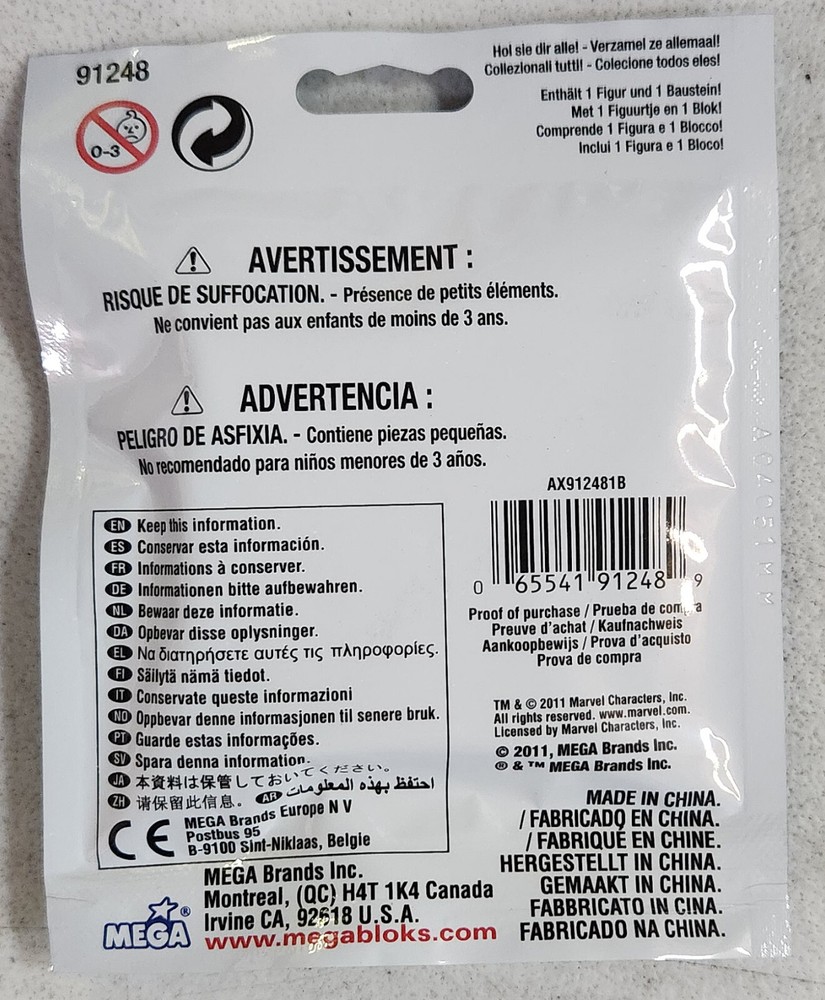 91248
0-3
Hol sie dir alle! - Verzamel ze allemaal!
Collezionali tutti! - Colecione todos eles!
Enthält 1 Figur und 1 Baustein!
Met 1 Figuurtje en 1 Blok!
Comprende 1 Figura e 1 Blocco!
Inclui 1 Figura e 1 Bloco!
AVERTISSEMENT :
RISQUE DE SUFFOCATION. - Présence de petits éléments.
Ne convient pas aux enfants de moins de 3 ans.
ADVERTENCIA :
PELIGRO DE ASFIXIA. - Contiene piezas pequeñas.
No recomendado para niños menores de 3 años.
EN Keep this information.
ES Conservar esta información.
FR Informations à conserver.
DE Informationen bitte aufbewahren.
NL Bewaar deze informatie.
DA Opbevar disse oplysninger.
EL Να διατηρήσετε αυτές τις πληροφορίες.
FI Säilytä nämä tiedot.
IT Conservate queste informazioni
NO Oppbevar denne informasjonen til senere bruk.
PT Guarde estas informações.
SV Spara denna information.
JA 本資料は保管しておいてください。
ZH 请保留此信息。 AR احتفظ بهذه المعلومات
CE
MEGA Brands Europe N V
Postbus 95
B-9100 Sint-Niklaas, Belgie
AX912481B
0 65541 91248 9
Proof of purchase / Prueba de compra
Preuve d'achat / Kaufnachweis
Aankoopbewijs / Prova d'acquisto
Prova de compra
TM & © 2011 Marvel Characters, Inc.
All rights reserved. www.marvel.com.
Licensed by Marvel Characters, Inc.
© 2011, MEGA Brands Inc.
® & ™ MEGA Brands Inc.
MADE IN CHINA.
/ FABRICADO EN CHINA.
/ FABRIQUÉ EN CHINE.
HERGESTELLT IN CHINA.
GEMAAKT IN CHINA.
FABBRICATO IN CINA.
FABRICADO NA CHINA.
MEGA®
MEGA Brands Inc.
Montreal, (QC) H4T 1K4 Canada
Irvine CA, 92618 U.S.A.
www.megabloks.com